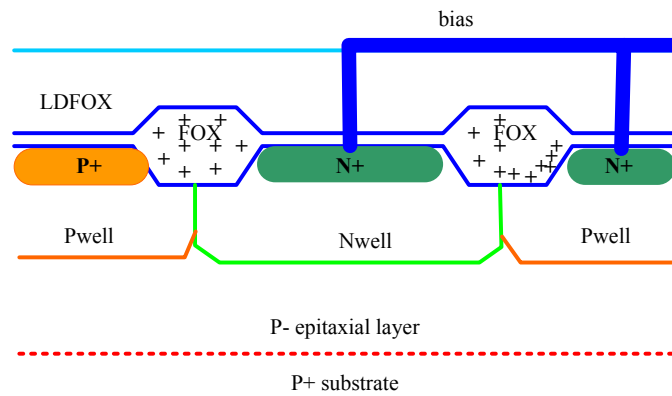 bias
LDFOX
FOX
FOX
P+
N+
N+
Pwell
Nwell
Pwell
P- epitaxial layer
P+ substrate